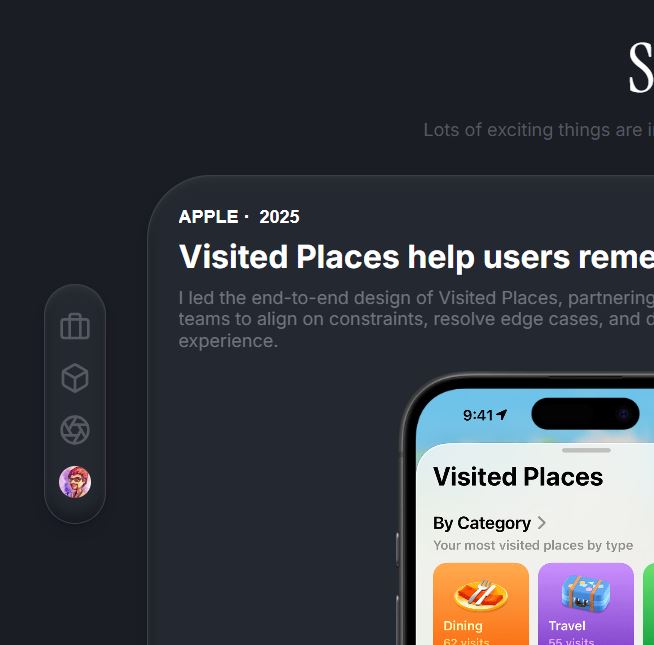 S
Lots of exciting things are i
APPLE · 2025
Visited Places help users reme
I led the end-to-end design of Visited Places, partnering
teams to align on constraints, resolve edge cases, and d
experience.
9:41
Visited Places
By Category
Your most visited places by type
Dining
Travel
62 visits
55 visits